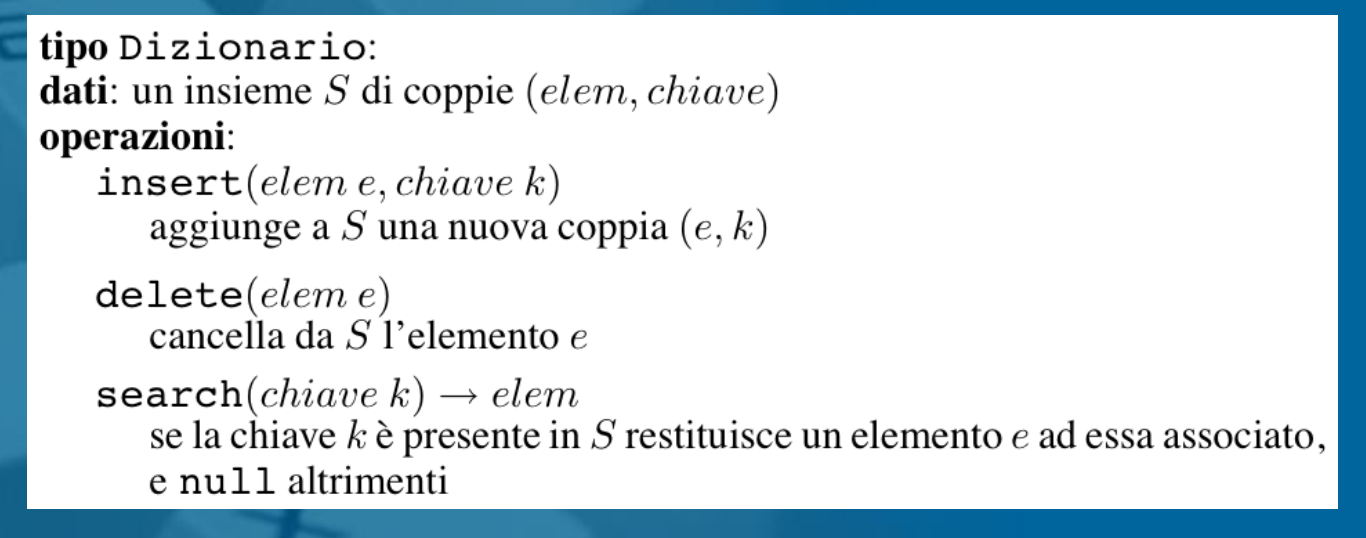 tipo Dizionario:
dati: un insieme S di coppie (elem, chiave)
operazioni:
insert(elem e, chiave k)
aggiunge a S una nuova coppia (e, k)
delete(elem e)
cancella da S l'elemento e
search(chiave k) → elem
se la chiave k è presente in S restituisce un elemento e ad essa associato,
e null altrimenti